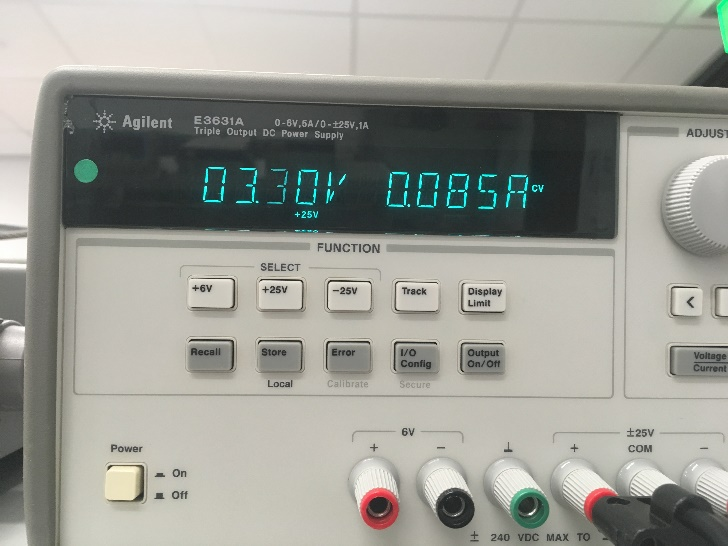 Agilent E3631A 0-6V,5A/0-±25V,1A
Triple Output DC Power Supply
03.30V 0.085A CV
+25V
ADJUST
FUNCTION
SELECT
+6V +25V -25V Track Display Limit
Recall Store Error I/O Config Output On/Off
Local Calibrate Secure
<
Voltage
Current
Power
On
Off
6V ±25V
+ - + COM -
± 240 VDC MAX TO